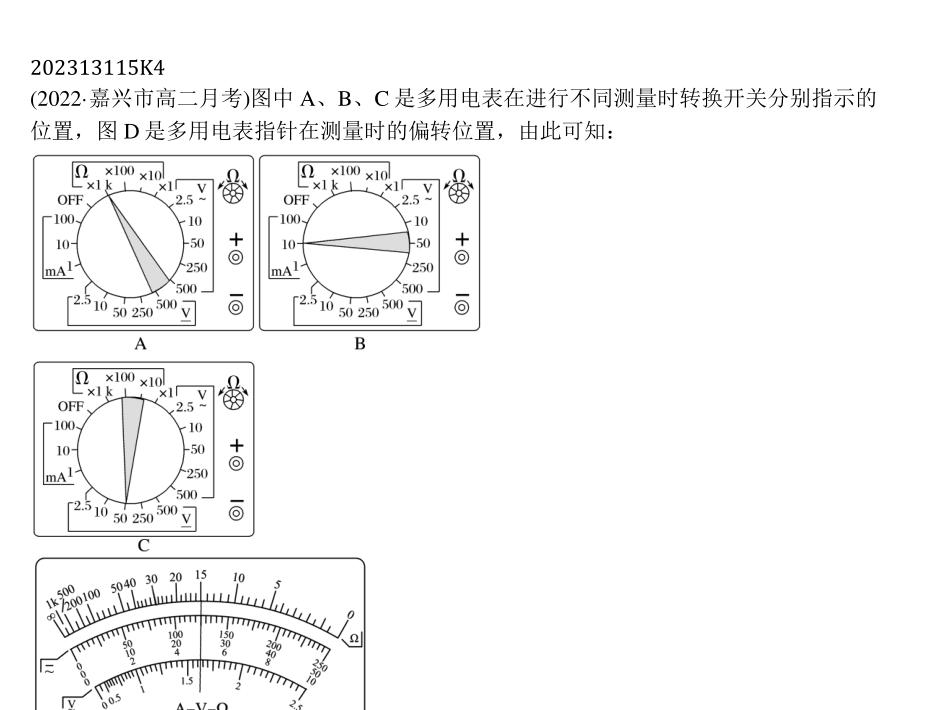 202313115K4
(2022·嘉兴市高二月考)图中 A、B、C 是多用电表在进行不同测量时转换开关分别指示的
位置，图 D 是多用电表指针在测量时的偏转位置，由此可知：
Ω ×100 ×10 Ω
×1 k ×1 V
OFF 2.5 ~
100 10
10 50 +
mA 1 250
2.5 500 −
10 50 250 500 V
A
Ω ×100 ×10 Ω
×1 k ×1 V
OFF 2.5 ~
100 10
10 50 +
mA 1 250
2.5 500 −
10 50 250 500 V
B
Ω ×100 ×10 Ω
×1 k ×1 V
OFF 2.5 ~
100 10
10 50 +
mA 1 250
2.5 500 −
10 50 250 500 V
C
∞ 1k 500 200 100 50 40 30 20 15 10 5 0 Ω
0 50 100 150 200 250
0 10 20 30 40 50
0 2 4 6 8 10
V 0 0.5 1 1.5 2 2.5
A-V-Ω